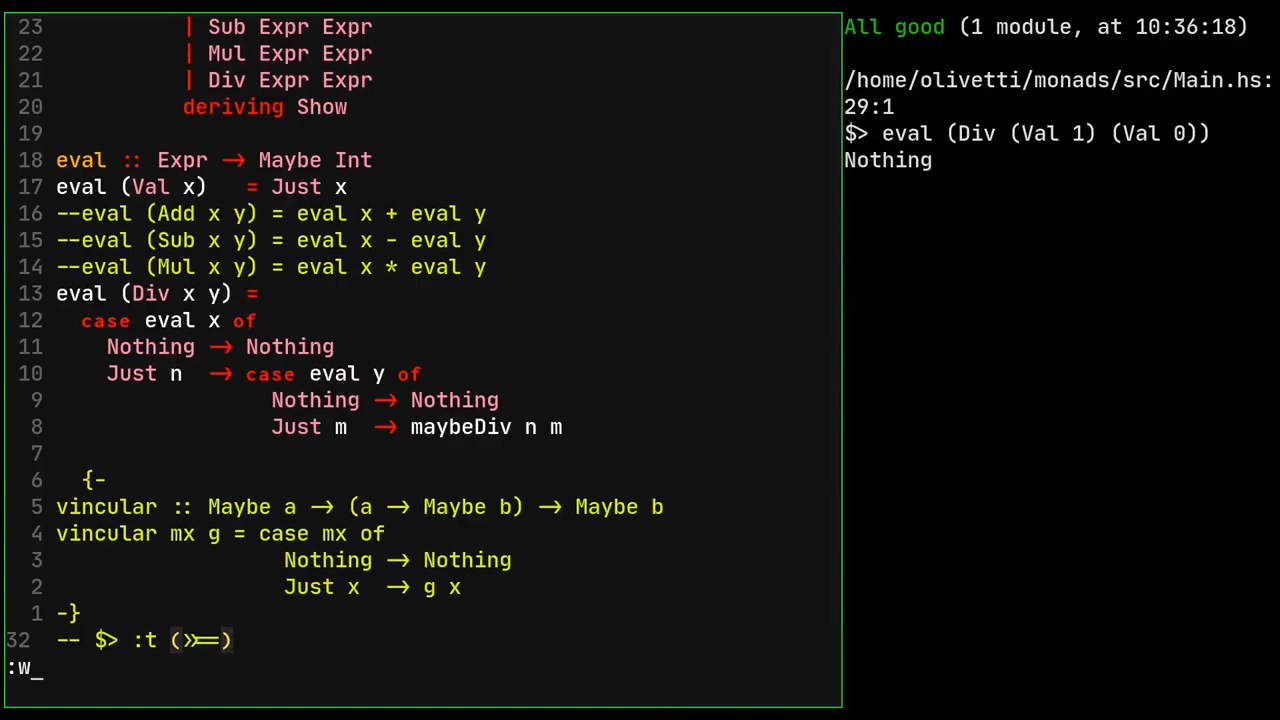 23           | Sub Expr Expr
22           | Mul Expr Expr
21           | Div Expr Expr
20           deriving Show
19
18 eval :: Expr -> Maybe Int
17 eval (Val x)   = Just x
16 --eval (Add x y) = eval x + eval y
15 --eval (Sub x y) = eval x - eval y
14 --eval (Mul x y) = eval x * eval y
13 eval (Div x y) =
12   case eval x of
11     Nothing -> Nothing
10     Just n  -> case eval y of
 9                  Nothing -> Nothing
 8                  Just m  -> maybeDiv n m
 7
 6   {-
 5 vincular :: Maybe a -> (a -> Maybe b) -> Maybe b
 4 vincular mx g = case mx of
 3                   Nothing -> Nothing
 2                   Just x  -> g x
 1 -}
32 -- $> :t (>>=)
:w_
All good (1 module, at 10:36:18)

/home/olivetti/monads/src/Main.hs:
29:1
$> eval (Div (Val 1) (Val 0))
Nothing